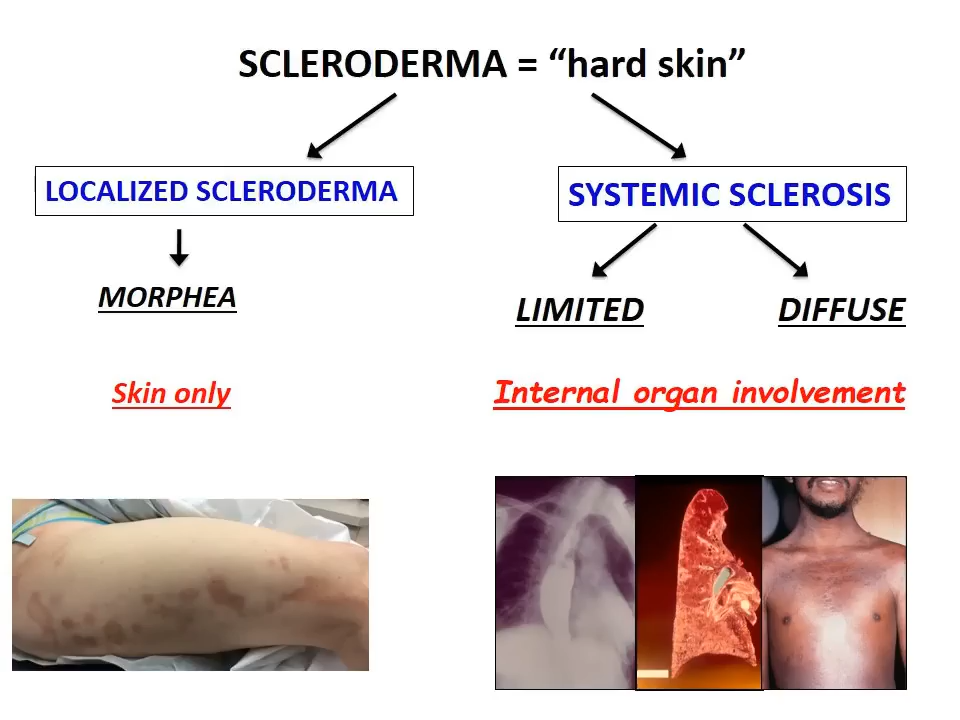 SCLERODERMA = “hard skin”
LOCALIZED SCLERODERMA
SYSTEMIC SCLEROSIS
MORPHEA
LIMITED
DIFFUSE
Skin only
Internal organ involvement